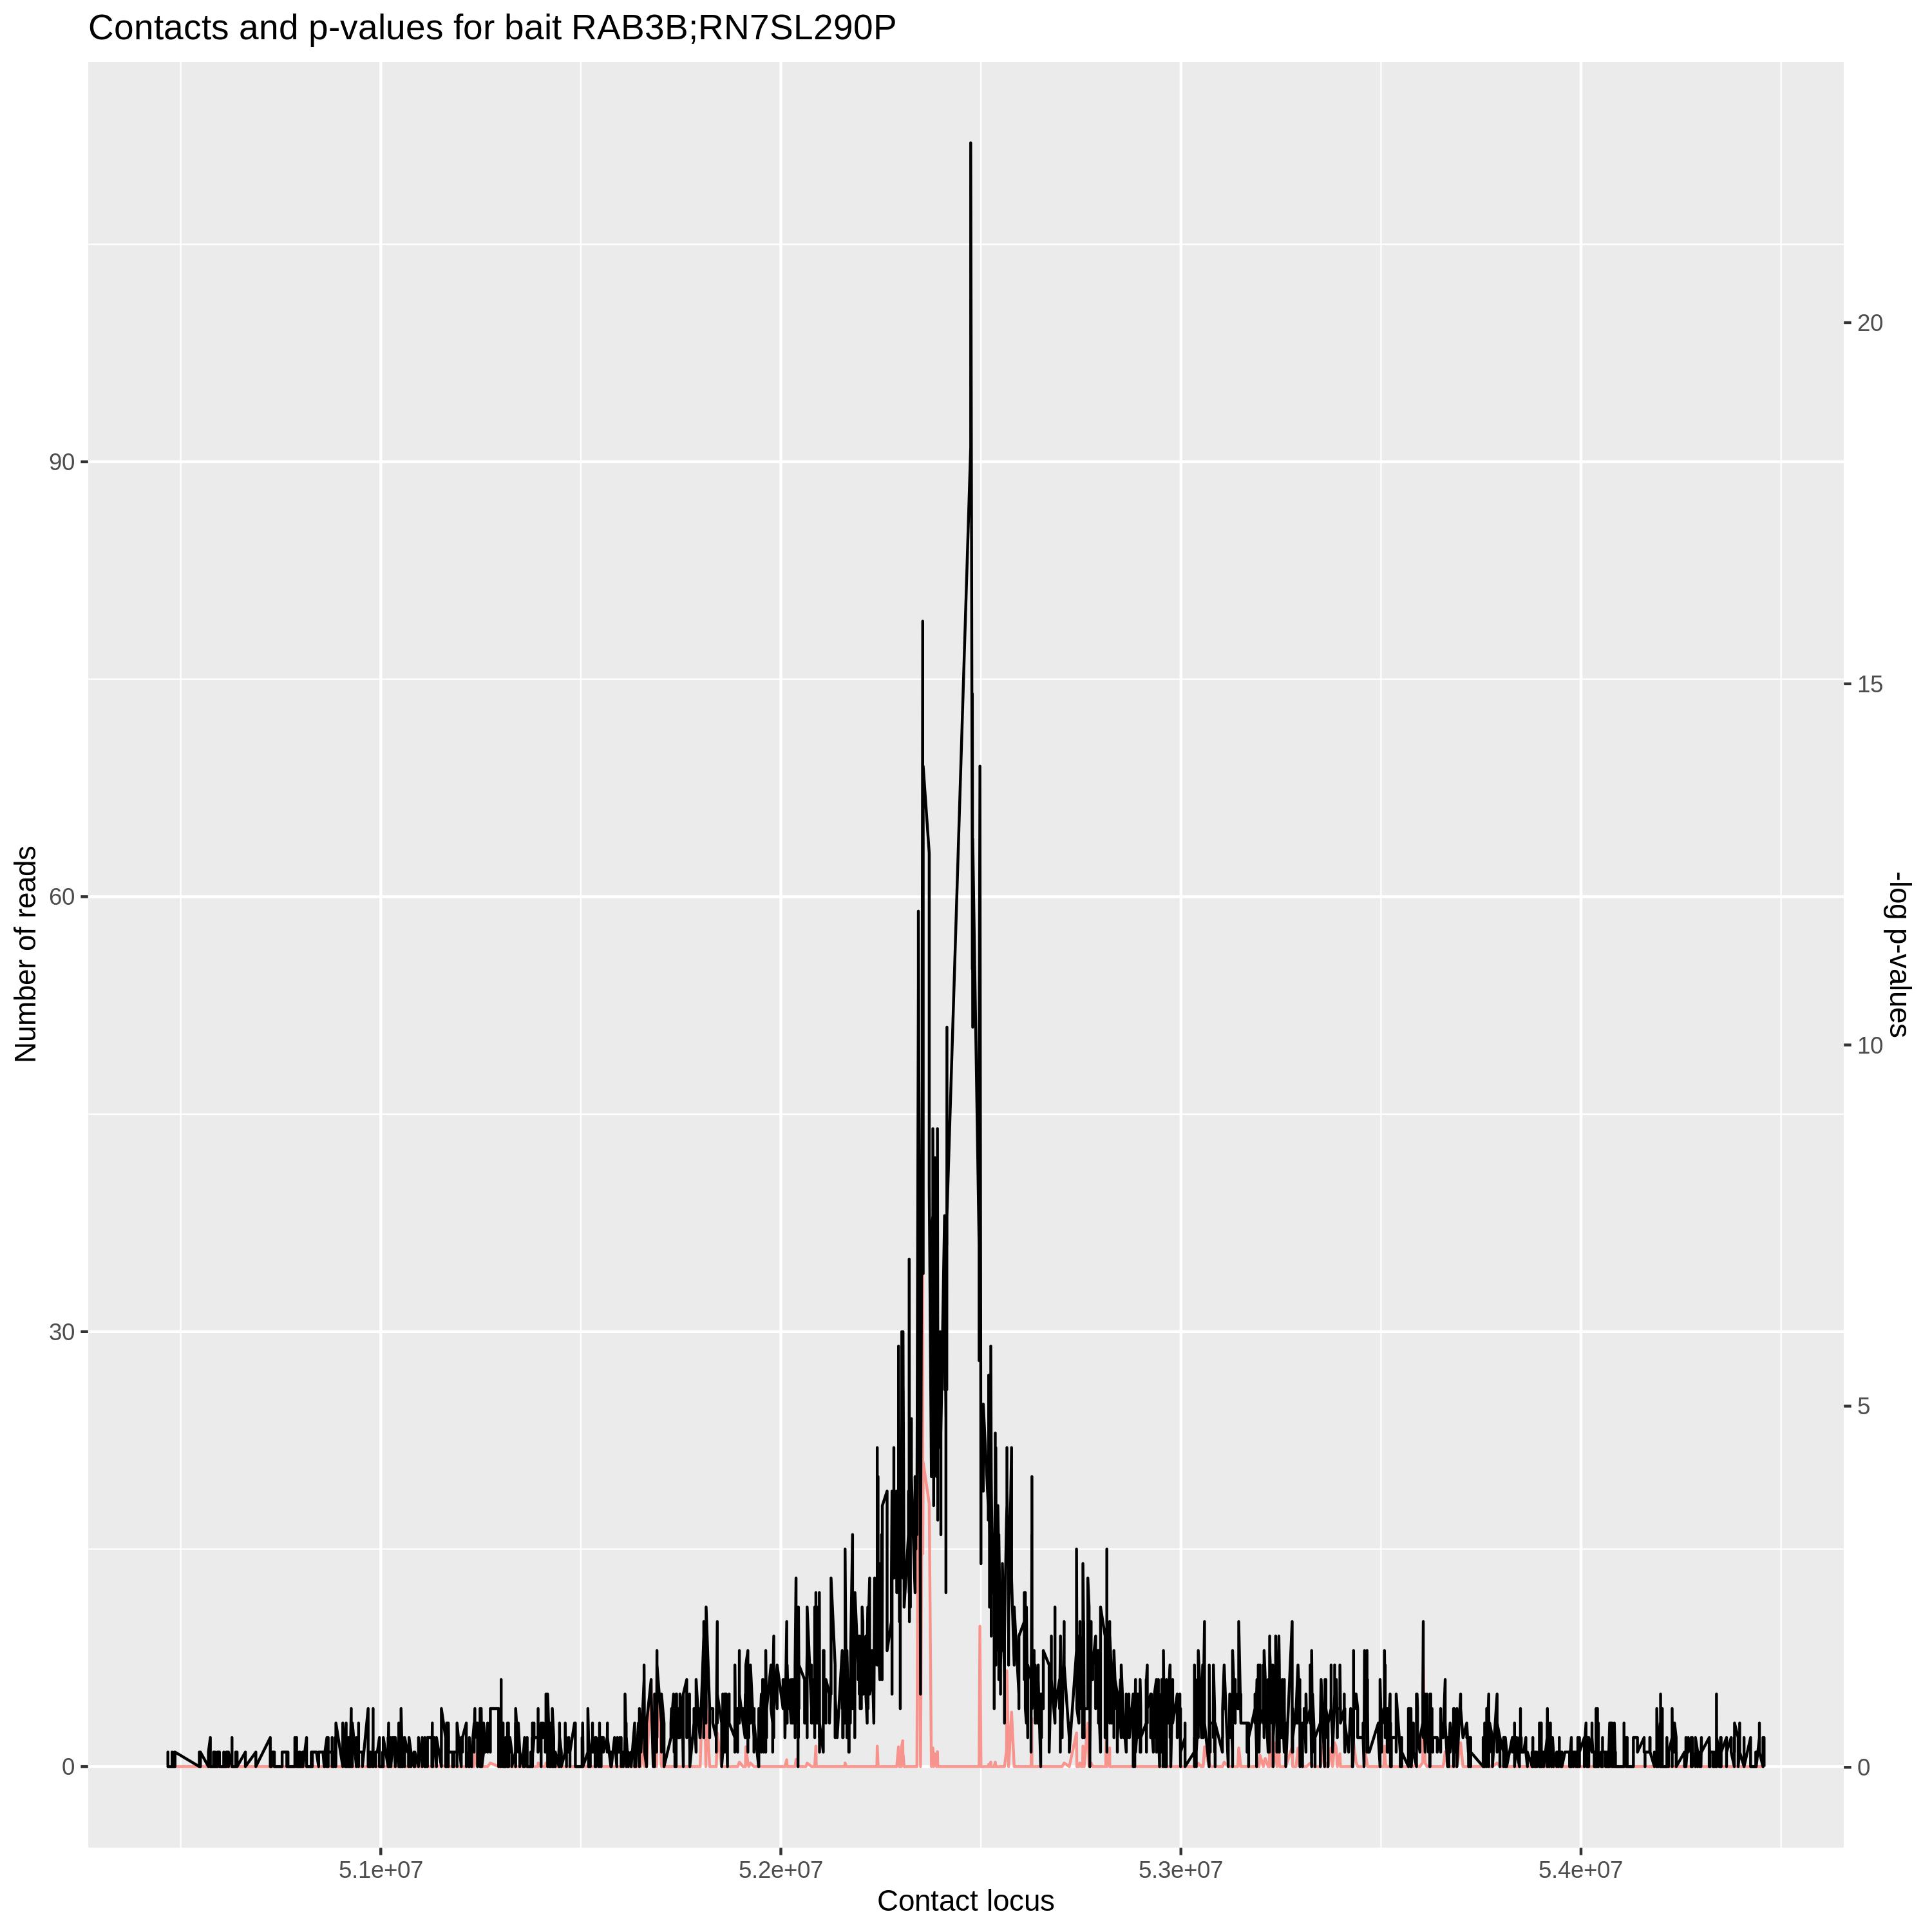 Contacts and p-values for bait RAB3B;RN7SL290P
90
60
30
0
Number of reads
20
15
10
5
0
-log p-values
5.1e+07
5.2e+07
5.3e+07
5.4e+07
Contact locus